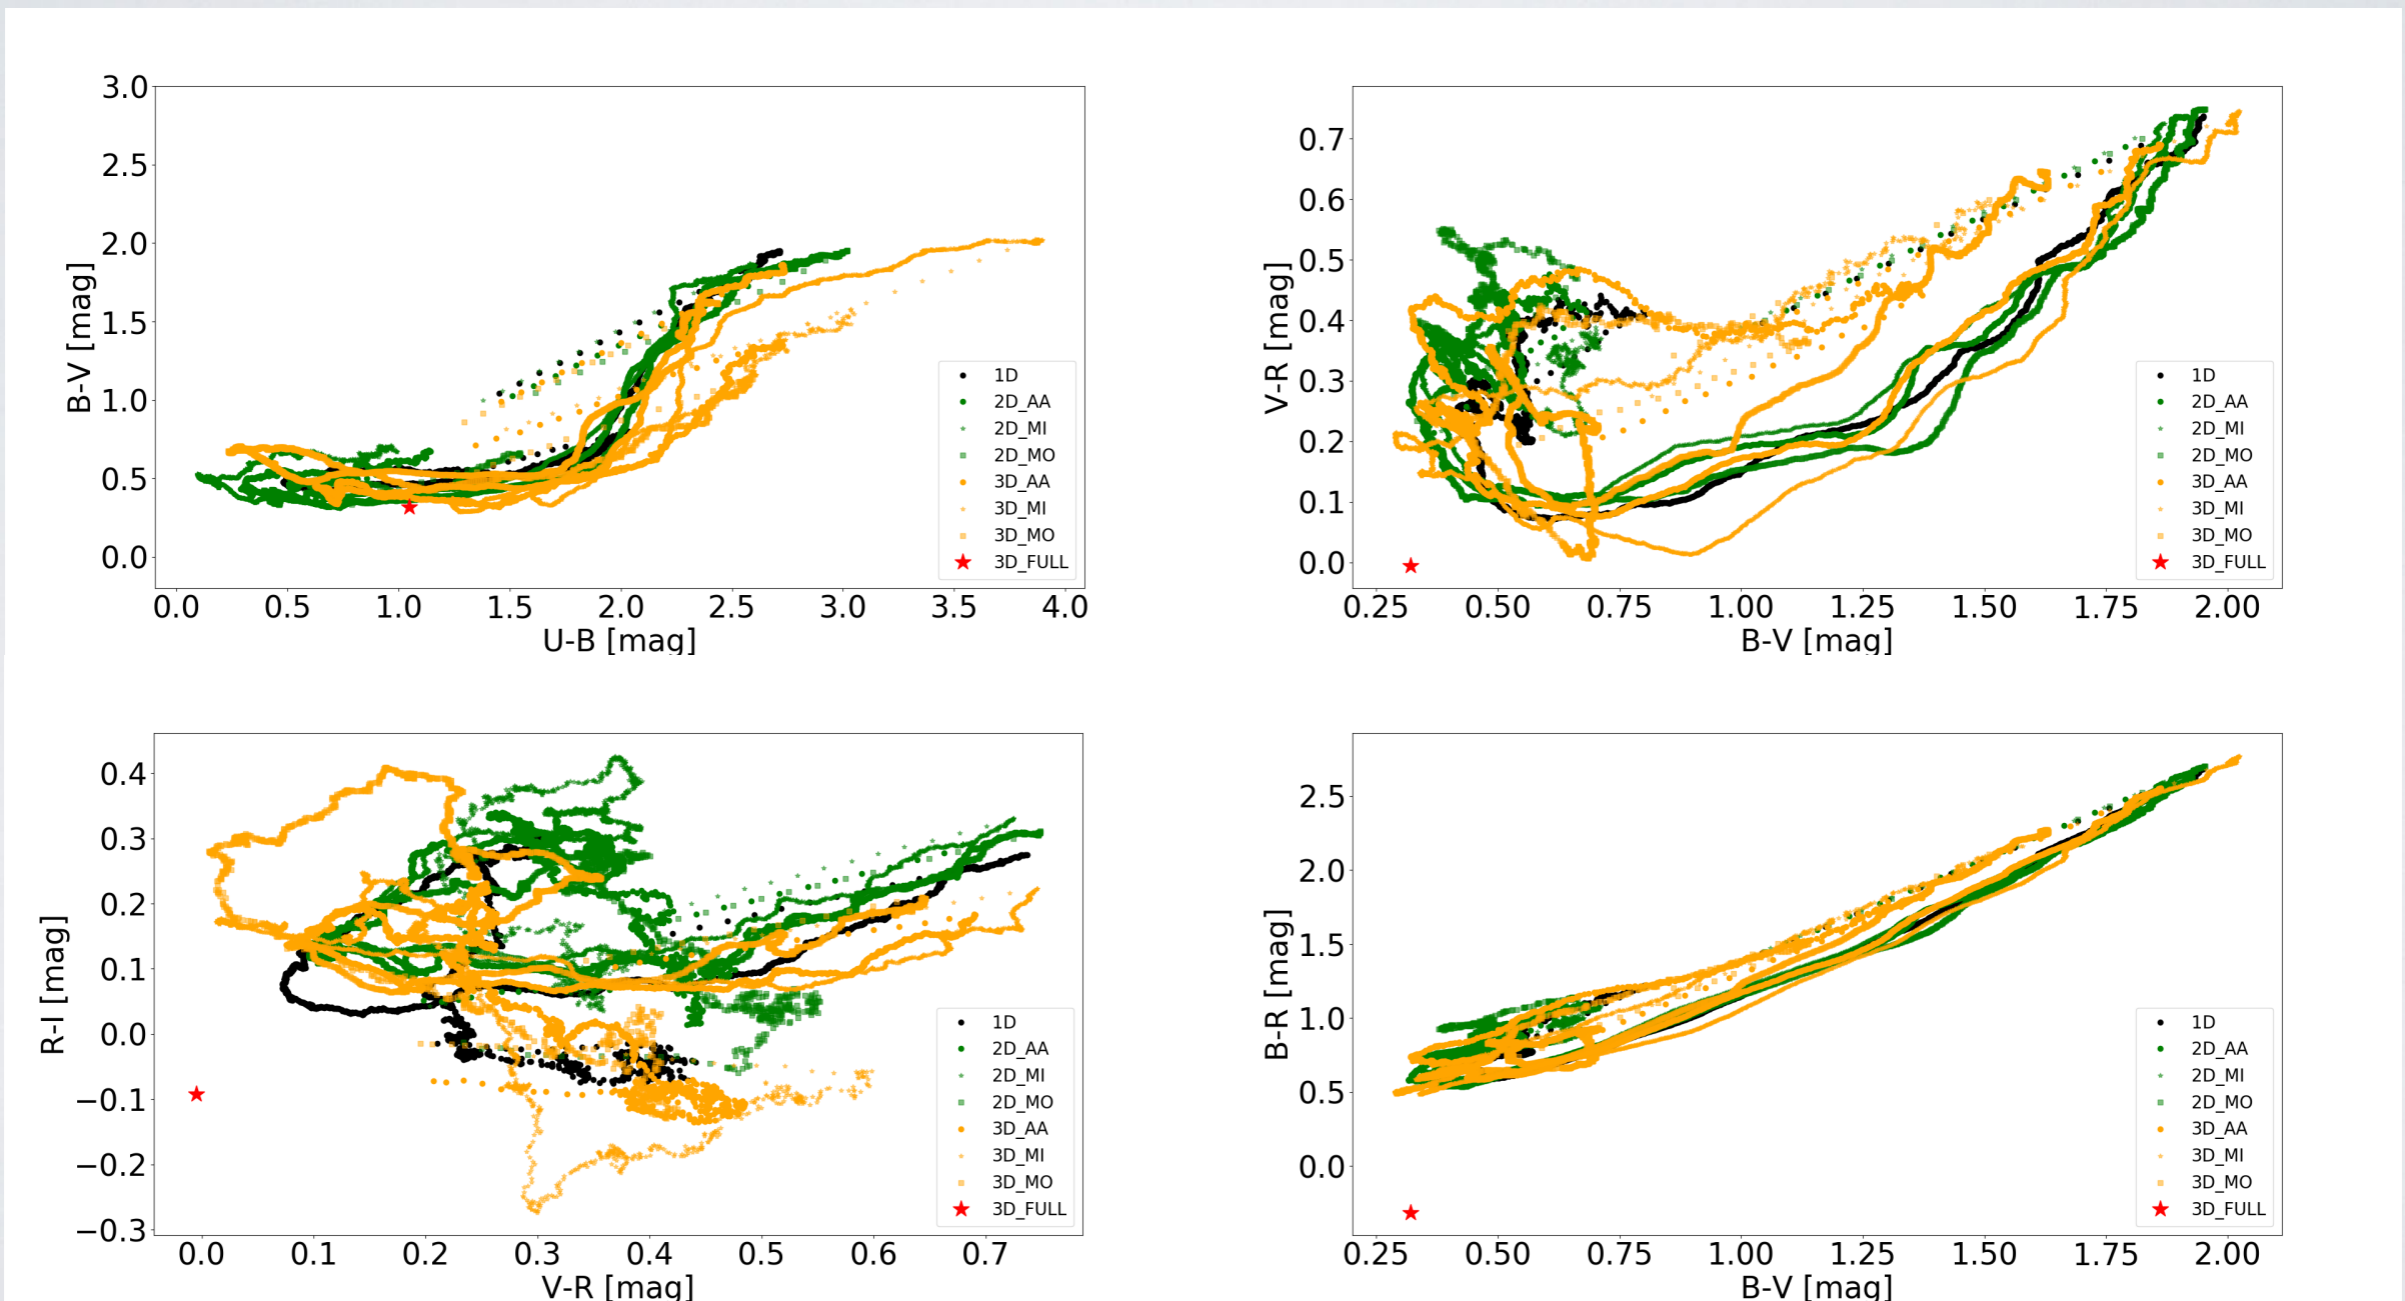 3.0
2.5
2.0
1.5
1.0
0.5
0.0
B-V [mag]
0.0 0.5 1.0 1.5 2.0 2.5 3.0 3.5 4.0
U-B [mag]
1D
2D_AA
2D_MI
2D_MO
3D_AA
3D_MI
3D_MO
3D_FULL
0.7
0.6
0.5
0.4
0.3
0.2
0.1
0.0
V-R [mag]
0.25 0.50 0.75 1.00 1.25 1.50 1.75 2.00
B-V [mag]
1D
2D_AA
2D_MI
2D_MO
3D_AA
3D_MI
3D_MO
3D_FULL
0.4
0.3
0.2
0.1
0.0
−0.1
−0.2
−0.3
R-I [mag]
0.0 0.1 0.2 0.3 0.4 0.5 0.6 0.7
V-R [mag]
1D
2D_AA
2D_MI
2D_MO
3D_AA
3D_MI
3D_MO
3D_FULL
2.5
2.0
1.5
1.0
0.5
0.0
B-R [mag]
0.25 0.50 0.75 1.00 1.25 1.50 1.75 2.00
B-V [mag]
1D
2D_AA
2D_MI
2D_MO
3D_AA
3D_MI
3D_MO
3D_FULL